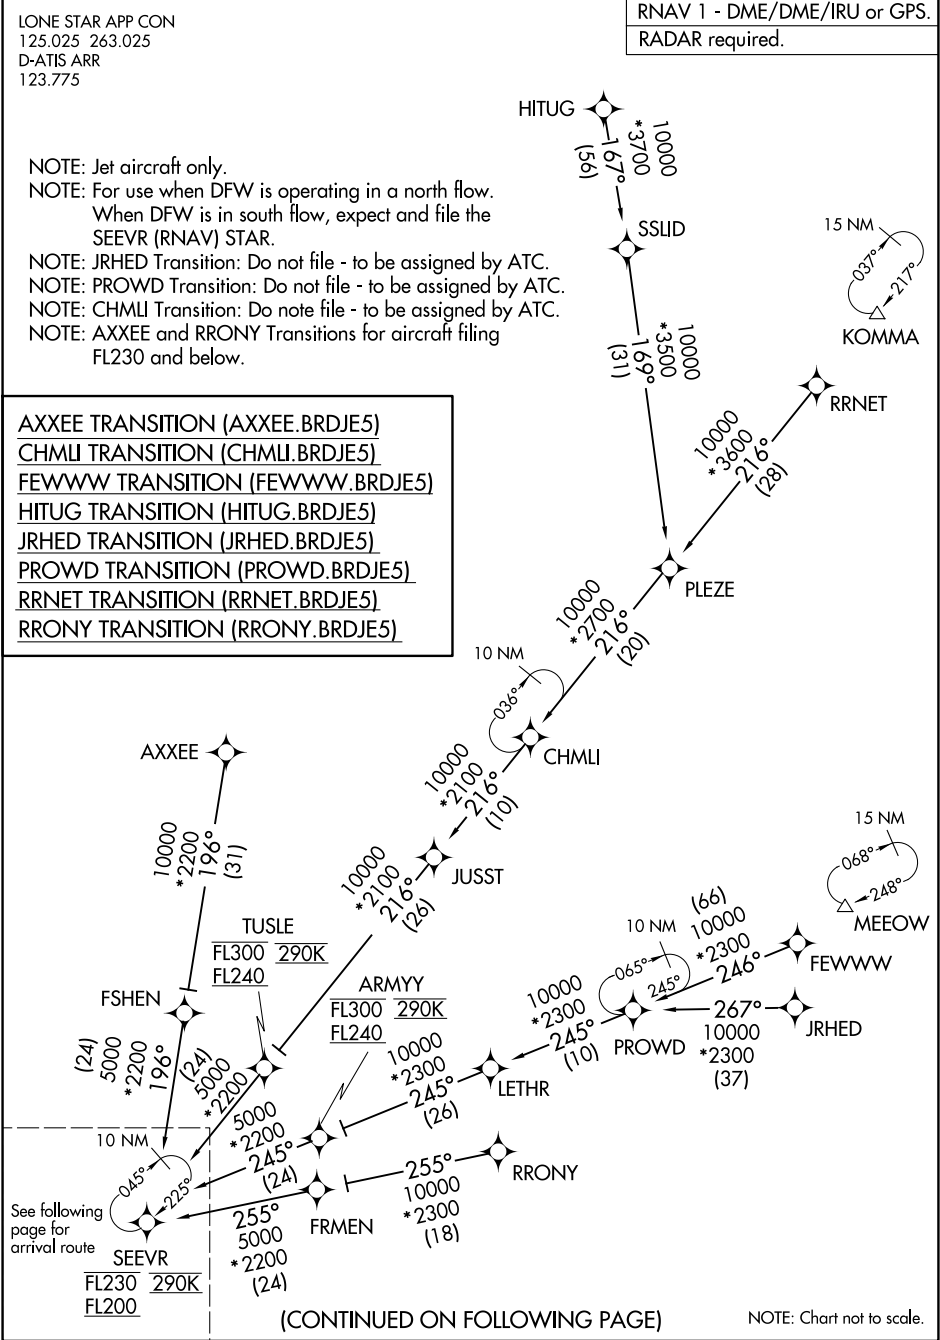 LONE STAR APP CON
125.025 263.025
D-ATIS ARR
123.775
RNAV 1 - DME/DME/IRU or GPS.
RADAR required.
NOTE: Jet aircraft only.
NOTE: For use when DFW is operating in a north flow.
When DFW is in south flow, expect and file the
SEEVR (RNAV) STAR.
NOTE: JRHED Transition: Do not file - to be assigned by ATC.
NOTE: PROWD Transition: Do not file - to be assigned by ATC.
NOTE: CHMLI Transition: Do note file - to be assigned by ATC.
NOTE: AXXEE and RRONY Transitions for aircraft filing
FL230 and below.
AXXEE TRANSITION (AXXEE.BRDJE5)
CHMLI TRANSITION (CHMLI.BRDJE5)
FEWWW TRANSITION (FEWWW.BRDJE5)
HITUG TRANSITION (HITUG.BRDJE5)
JRHED TRANSITION (JRHED.BRDJE5)
PROWD TRANSITION (PROWD.BRDJE5)
RRNET TRANSITION (RRNET.BRDJE5)
RRONY TRANSITION (RRONY.BRDJE5)
HITUG
10000
*3700
167°
(56)
SSLID
15 NM
037°
217°
KOMMA
10000
*3500
169°
(31)
RRNET
10000
*3600
216°
(28)
PLEZE
10000
*2700
216°
(20)
10 NM
036°
CHMLI
10000
*2100
216°
(10)
JUSST
10000
*2100
216°
(26)
AXXEE
10000
*2200
196°
(31)
TUSLE
FL300 290K
FL240
FSHEN
(24)
5000
*2200
196°
(24)
5000
*2200
ARMYY
FL300 290K
FL240
15 NM
068°
248°
MEEOW
(66)
10000
*2300
246°
FEWWW
10 NM
065°
245°
PROWD
267°
10000
*2300
(37)
JRHED
10000
*2300
245°
(10)
LETHR
10000
*2300
245°
(26)
5000
*2200
245°
(24)
RRONY
255°
10000
*2300
(18)
FRMEN
255°
5000
*2200
(24)
10 NM
045°
225°
See following
page for
arrival route
SEEVR
FL230 290K
FL200
(CONTINUED ON FOLLOWING PAGE)
NOTE: Chart not to scale.